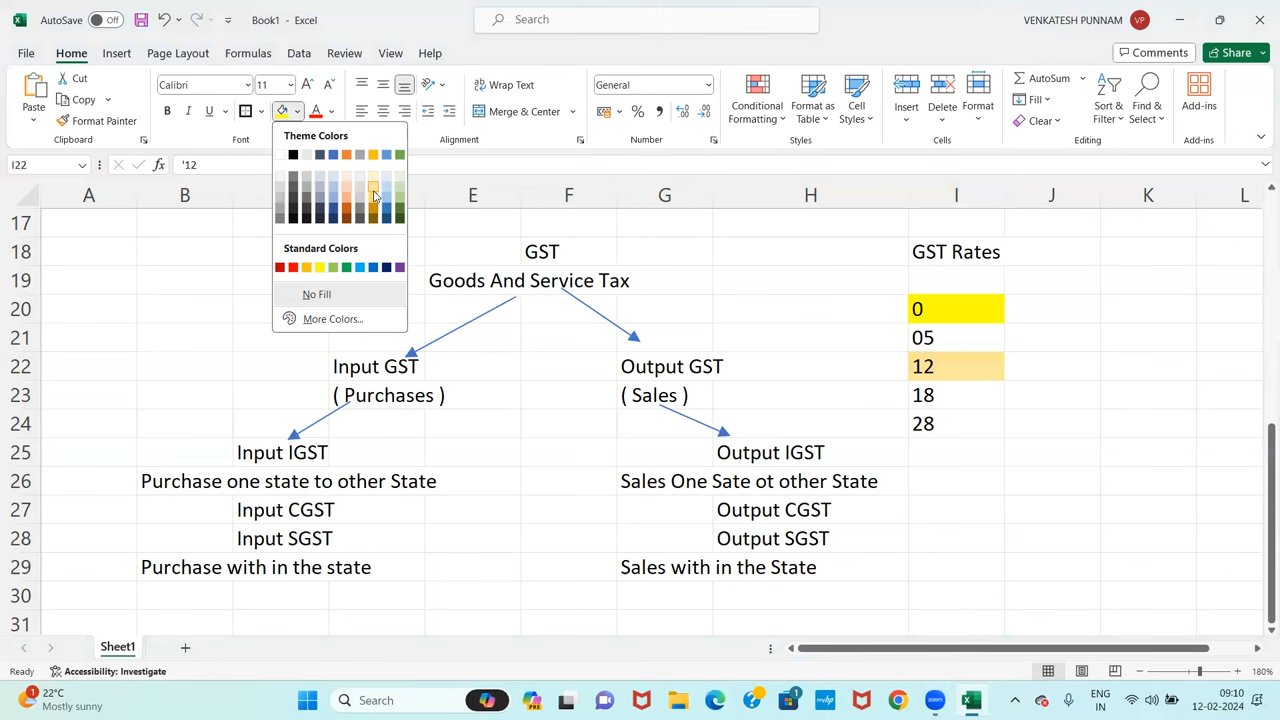 AutoSave Off Book1 - Excel Search VENKATESH PUNNAM VP
File Home Insert Page Layout Formulas Data Review View Help Comments Share
Paste Cut Copy Format Painter Clipboard
Calibri 11 B I U Font
Wrap Text Merge & Center Alignment
General % Number
Conditional Formatting Format as Table Cell Styles Styles
Insert Delete Format Cells
AutoSum Fill Clear Sort & Filter Find & Select Editing
Add-ins Add-ins
I22 fx '12
Theme Colors
Standard Colors
No Fill
More Colors...
A B E F G H I J K L
17
18 GST GST Rates
19 Goods And Service Tax
20 0
21 05
22 Input GST Output GST 12
23 ( Purchases ) ( Sales ) 18
24 28
25 Input IGST Output IGST
26 Purchase one state to other State Sales One Sate ot other State
27 Input CGST Output CGST
28 Input SGST Output SGST
29 Purchase with in the state Sales with in the State
30
31
Sheet1
Ready Accessibility: Investigate 180%
1 22°C Mostly sunny Search 1 ENG IN 09:10 12-02-2024